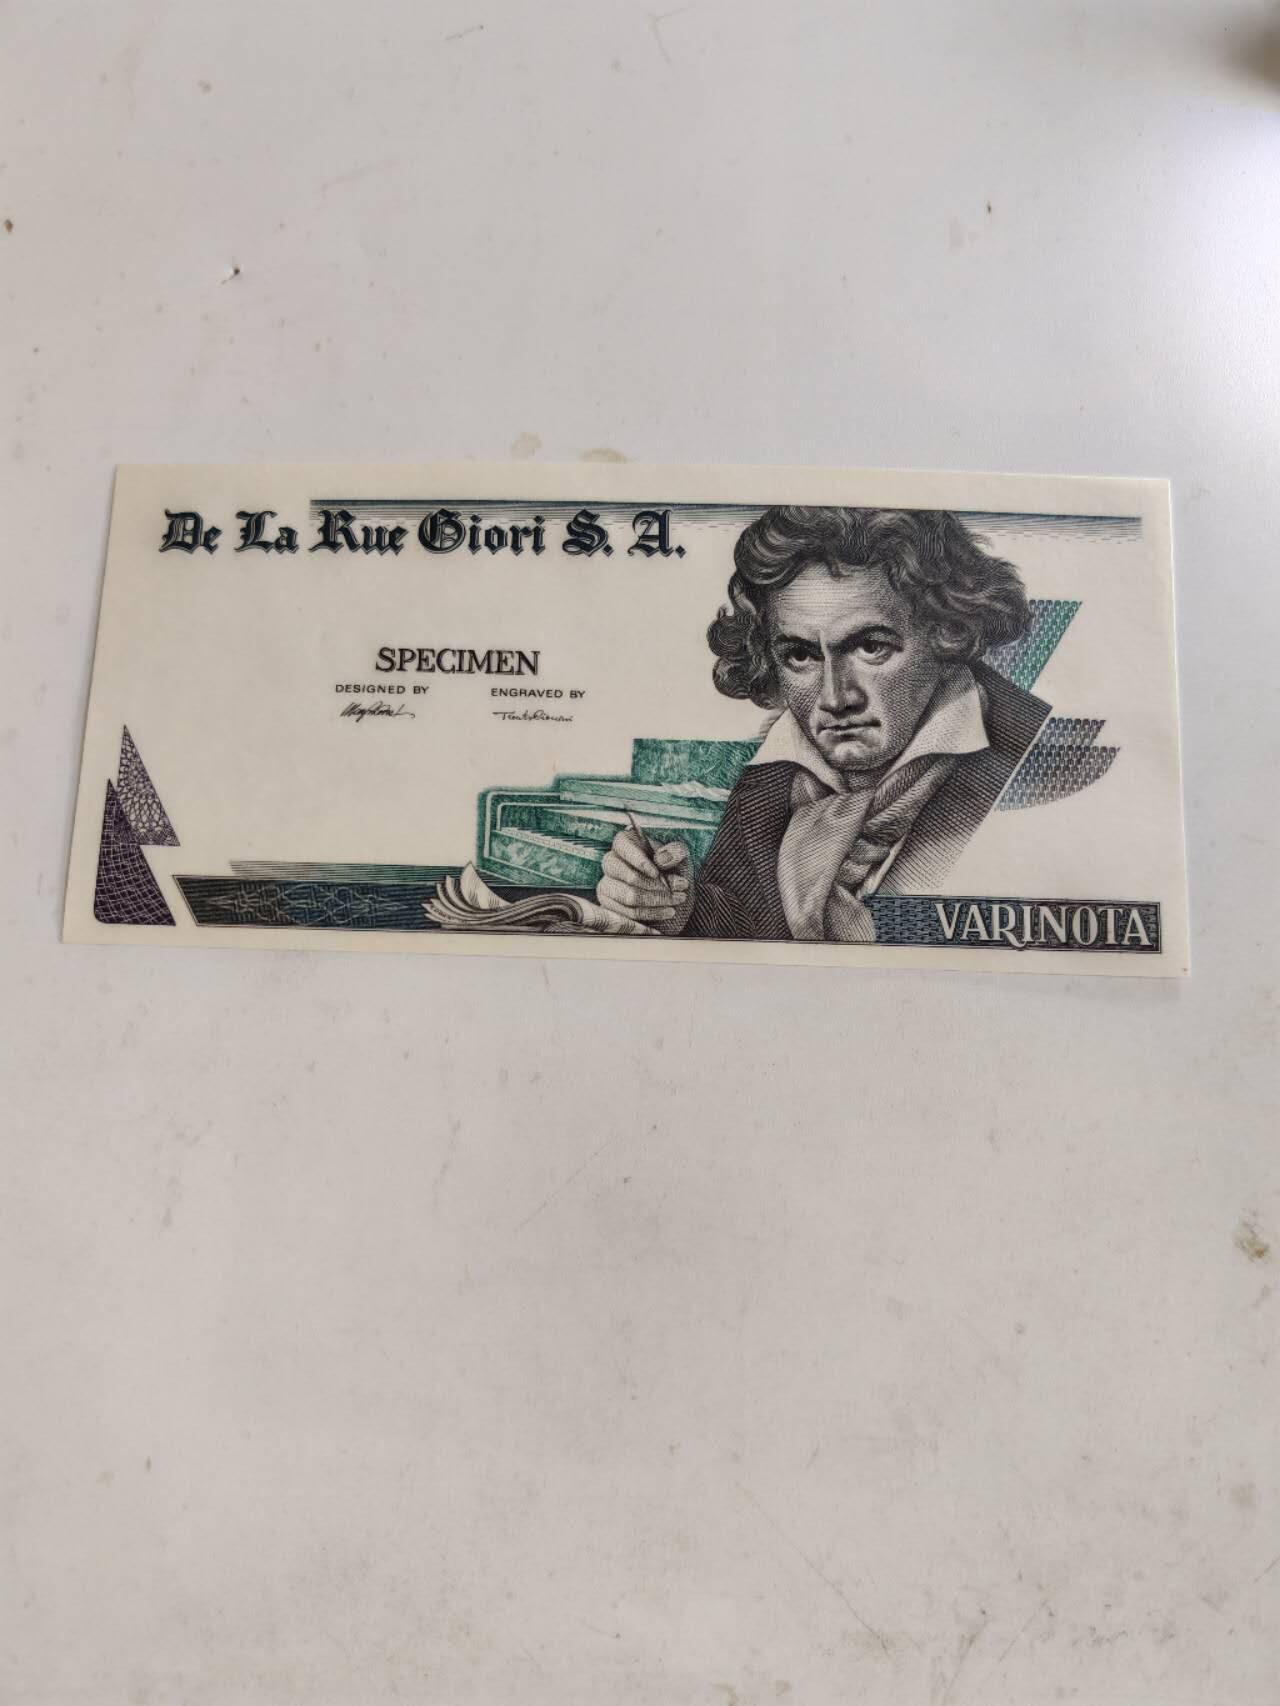 De La Rue Giori S. A.
SPECIMEN
DESIGNED BY
ENGRAVED BY
VARINOTA